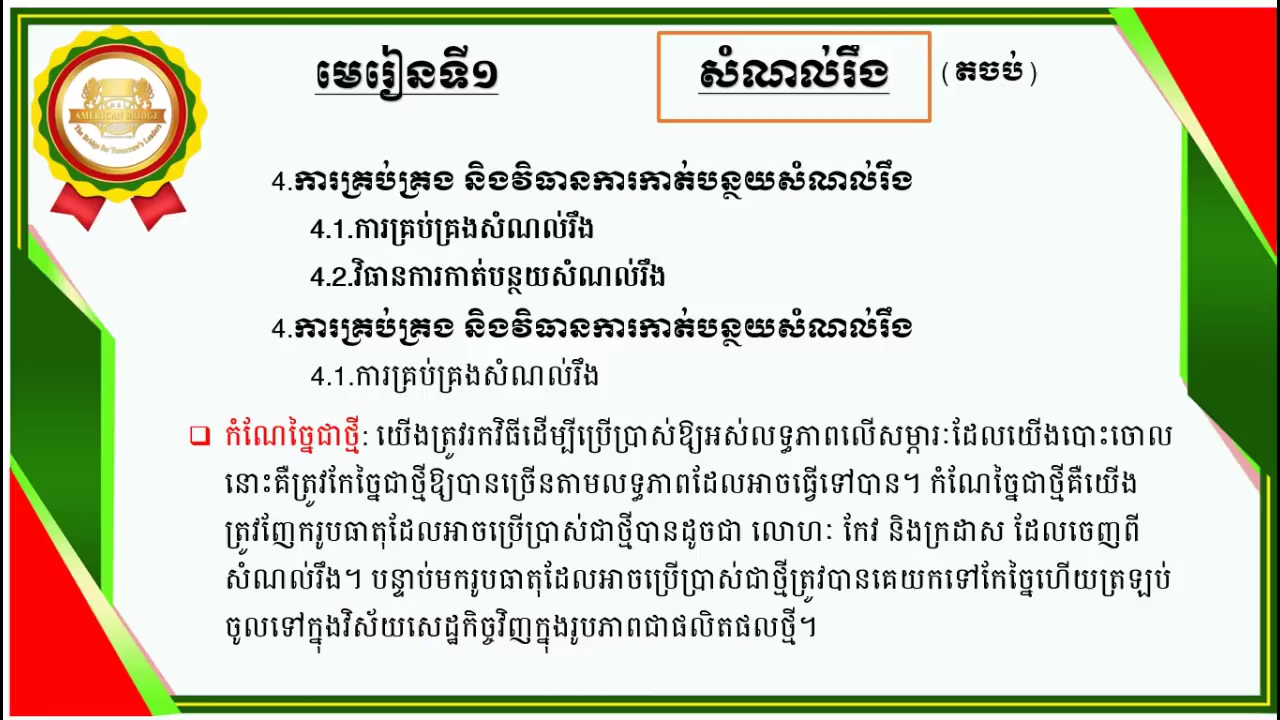 មេរៀនទី១ សំណល់រឹង (តចប់)
AMERICAN BRIDGE
The Bridge for Tomorrow's Leaders
4.ការគ្រប់គ្រង និងវិធានការកាត់បន្ថយសំណល់រឹង
4.1.ការគ្រប់គ្រងសំណល់រឹង
4.2.វិធានការកាត់បន្ថយសំណល់រឹង
4.ការគ្រប់គ្រង និងវិធានការកាត់បន្ថយសំណល់រឹង
4.1.ការគ្រប់គ្រងសំណល់រឹង
❑ កំណែច្នៃជាថ្មី: យើងត្រូវរកវិធីដើម្បីប្រើប្រាស់ឱ្យអស់លទ្ធភាពលើសម្ភារៈដែលយើងបោះចោល
នោះគឺត្រូវកែច្នៃជាថ្មីឱ្យបានច្រើនតាមលទ្ធភាពដែលអាចធ្វើទៅបាន។ កំណែច្នៃជាថ្មីគឺយើង
ត្រូវញែករូបធាតុដែលអាចប្រើប្រាស់ជាថ្មីបានដូចជា លោហៈ កែវ និងក្រដាស ដែលចេញពី
សំណល់រឹង។ បន្ទាប់មករូបធាតុដែលអាចប្រើប្រាស់ជាថ្មីត្រូវបានគេយកទៅកែច្នៃហើយត្រឡប់
ចូលទៅក្នុងវិស័យសេដ្ឋកិច្ចវិញក្នុងរូបភាពជាផលិតផលថ្មី។